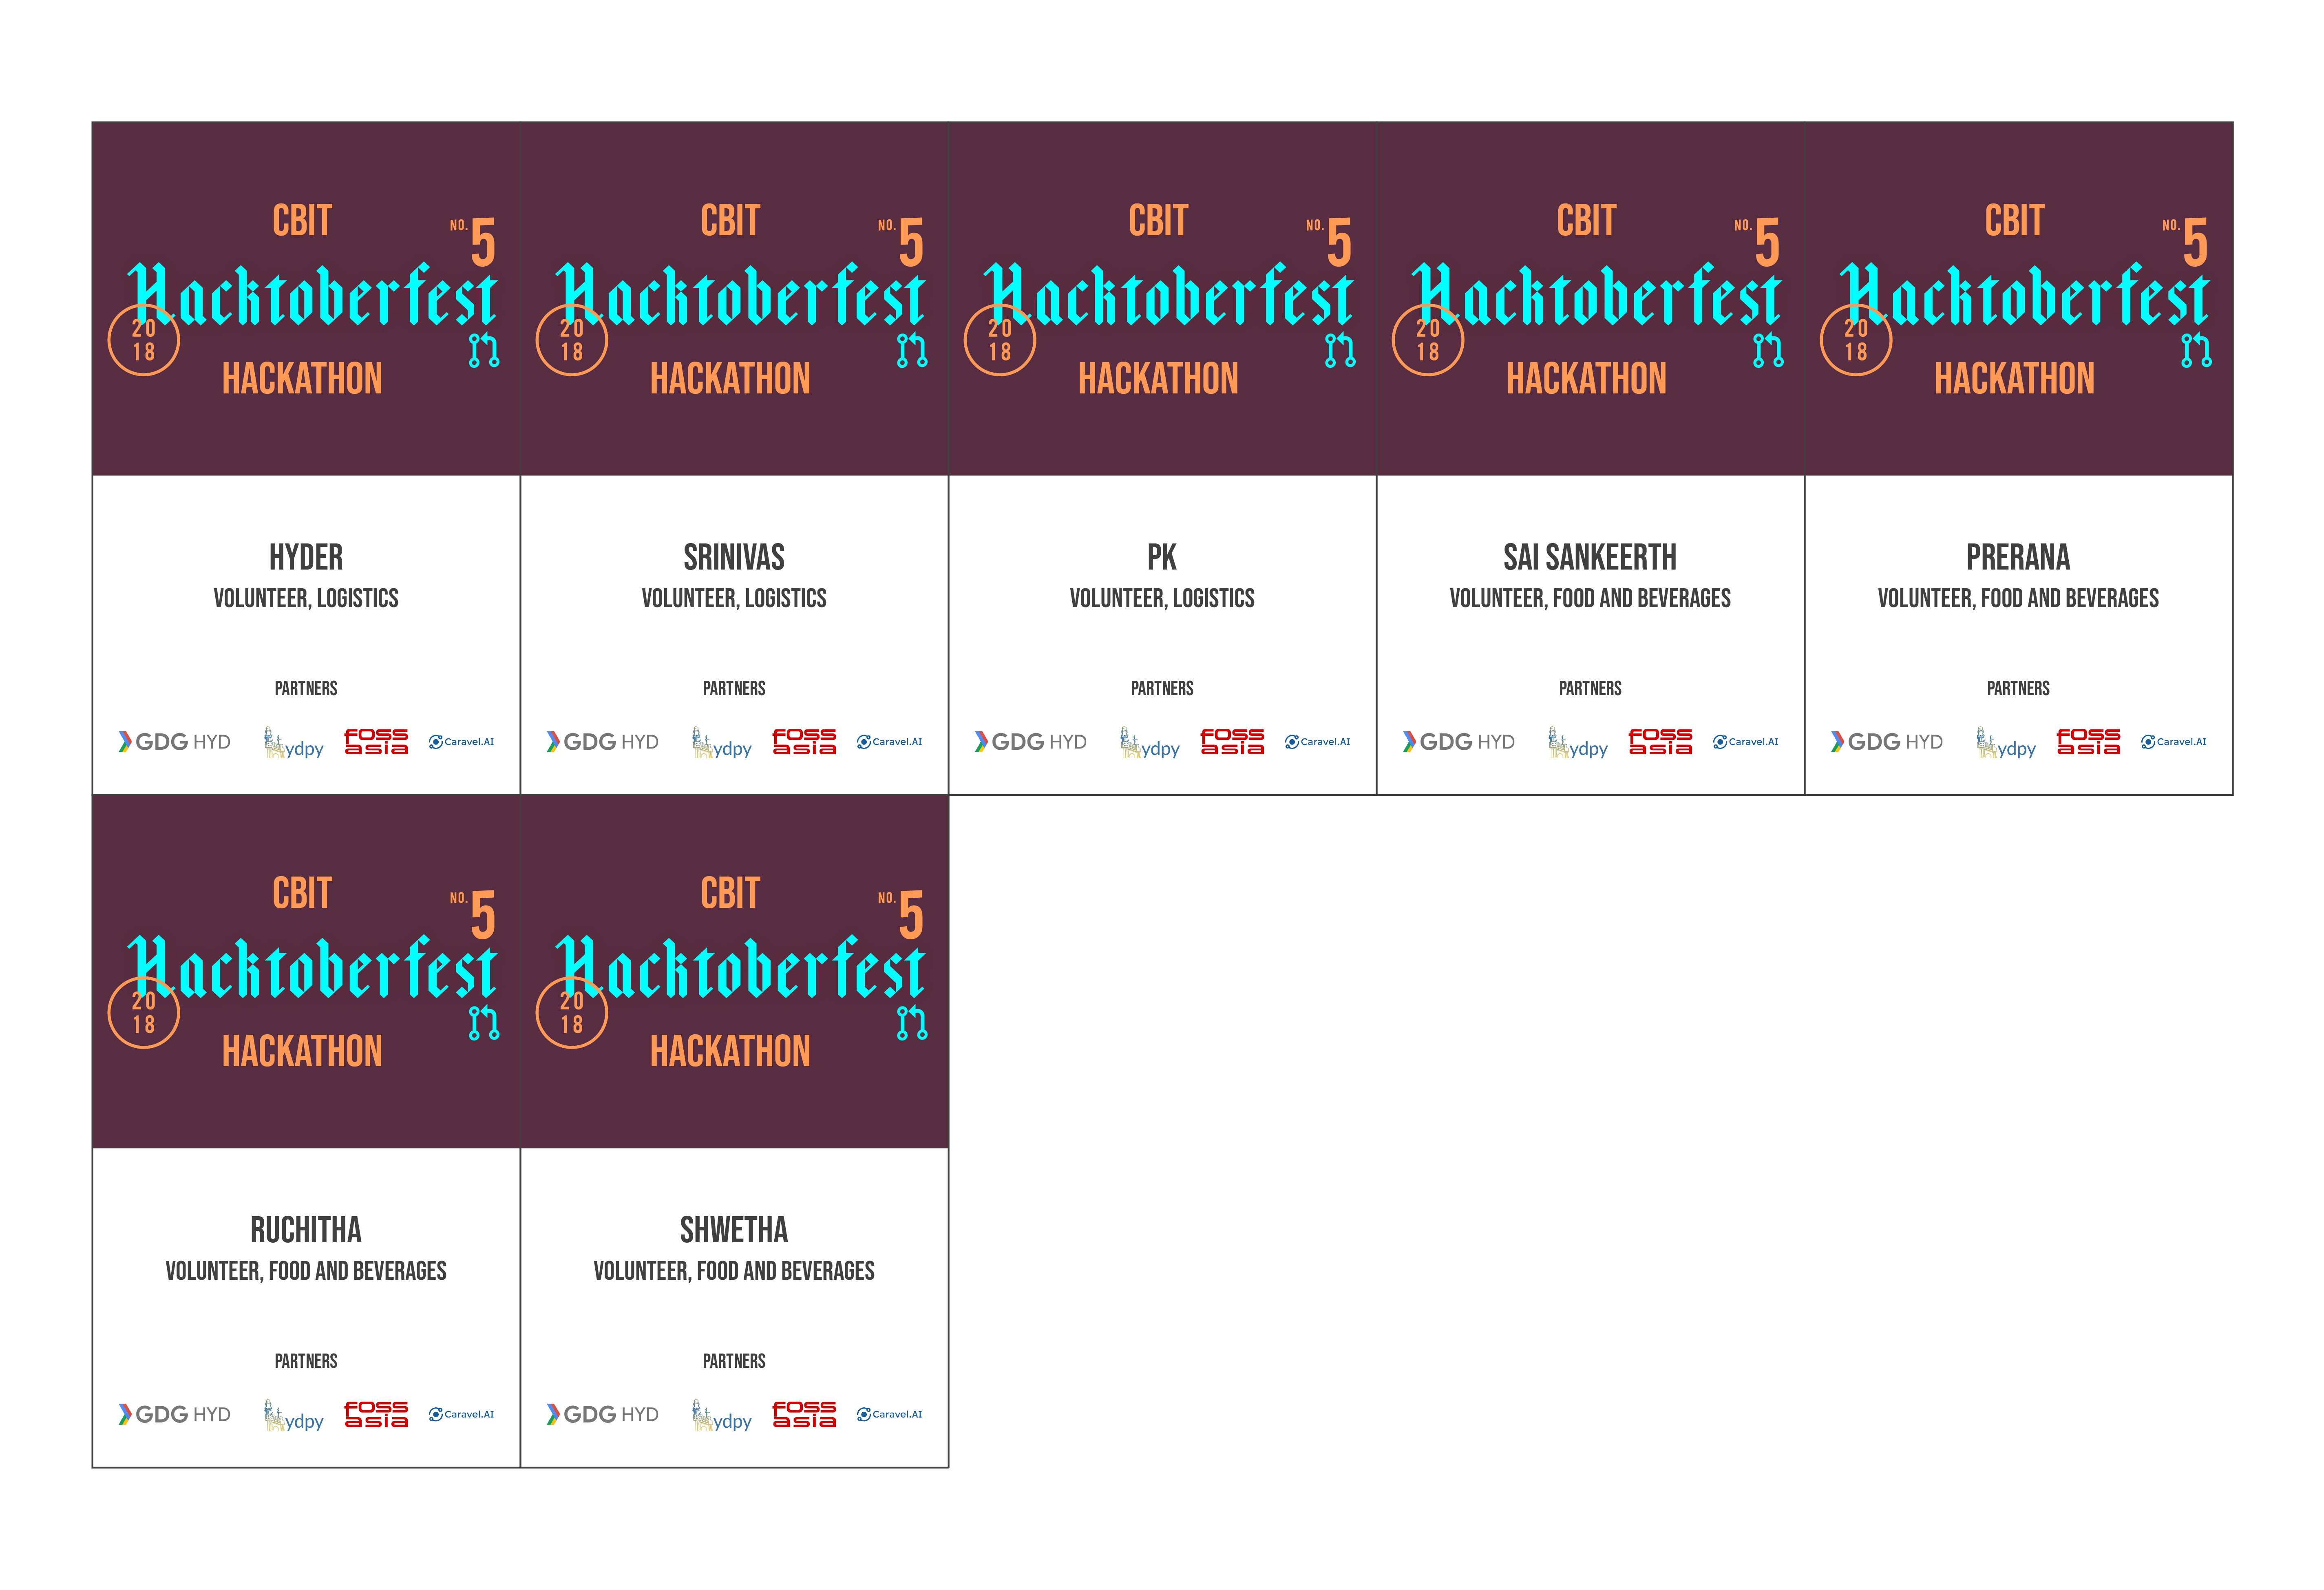 CBIT
NO. 5
Hacktoberfest
20
18
HACKATHON
HYDER
VOLUNTEER, LOGISTICS
PARTNERS
GDG HYD
ydpy
FOSS
asia
Caravel.AI
CBIT
NO. 5
Hacktoberfest
20
18
HACKATHON
SRINIVAS
VOLUNTEER, LOGISTICS
PARTNERS
GDG HYD
ydpy
FOSS
asia
Caravel.AI
CBIT
NO. 5
Hacktoberfest
20
18
HACKATHON
PK
VOLUNTEER, LOGISTICS
PARTNERS
GDG HYD
ydpy
FOSS
asia
Caravel.AI
CBIT
NO. 5
Hacktoberfest
20
18
HACKATHON
SAI SANKEERTH
VOLUNTEER, FOOD AND BEVERAGES
PARTNERS
GDG HYD
ydpy
FOSS
asia
Caravel.AI
CBIT
NO. 5
Hacktoberfest
20
18
HACKATHON
PRERANA
VOLUNTEER, FOOD AND BEVERAGES
PARTNERS
GDG HYD
ydpy
FOSS
asia
Caravel.AI
CBIT
NO. 5
Hacktoberfest
20
18
HACKATHON
RUCHITHA
VOLUNTEER, FOOD AND BEVERAGES
PARTNERS
GDG HYD
ydpy
FOSS
asia
Caravel.AI
CBIT
NO. 5
Hacktoberfest
20
18
HACKATHON
SHWETHA
VOLUNTEER, FOOD AND BEVERAGES
PARTNERS
GDG HYD
ydpy
FOSS
asia
Caravel.AI